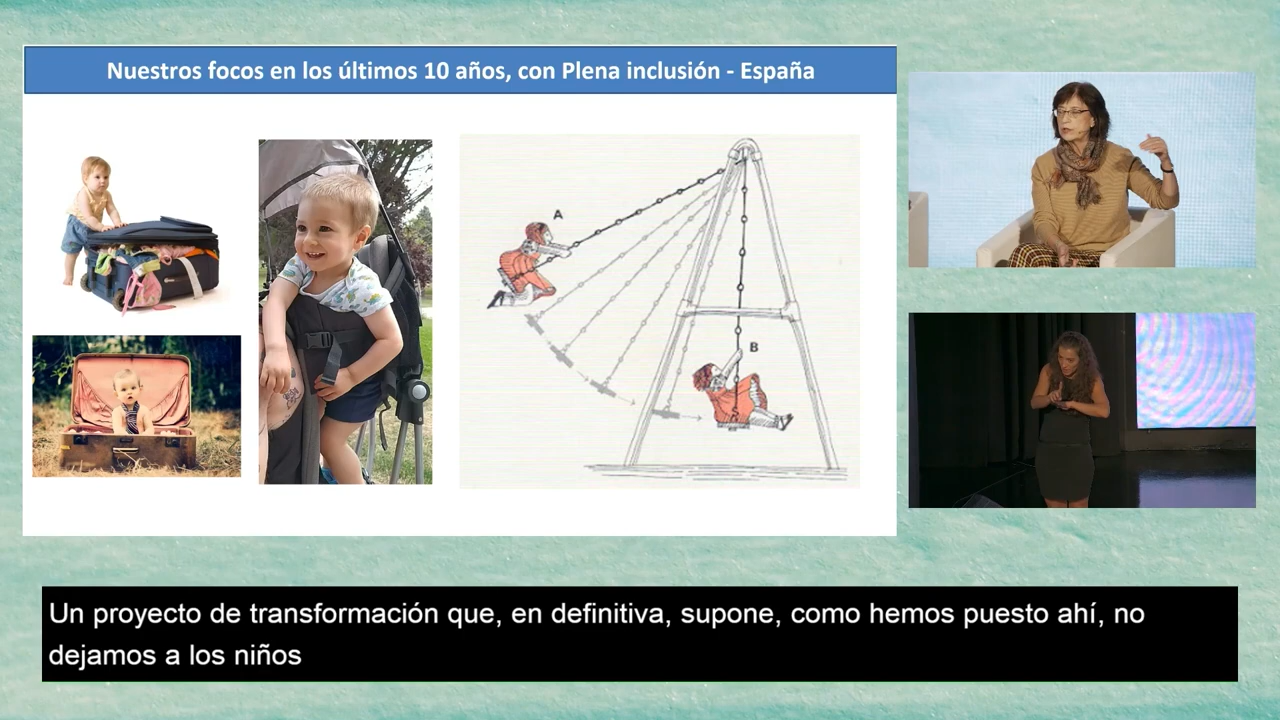 Nuestros focos en los últimos 10 años, con Plena inclusión - España
A
B
Un proyecto de transformación que, en definitiva, supone, como hemos puesto ahí, no
dejamos a los niños